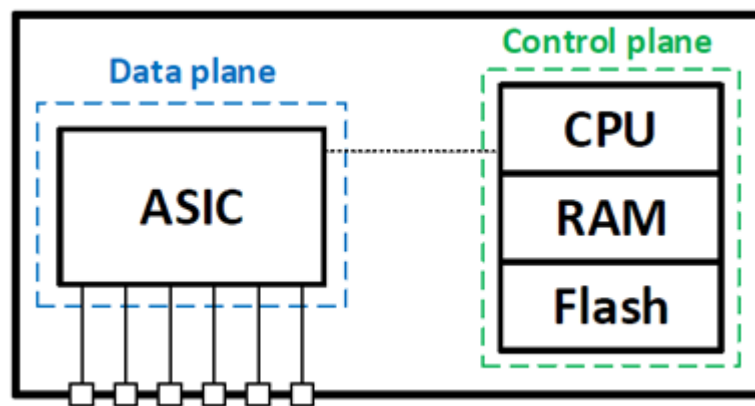 Control plane
Data plane
CPU
ASIC
RAM
Flash